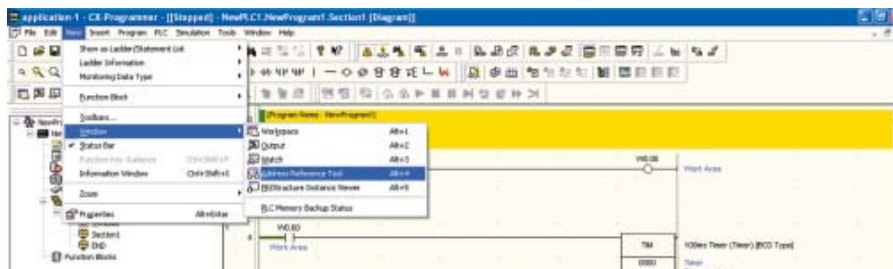 application-1 - CX-Programmer - [[Stopped] - NewPLC1.NewProgram1.Section1 [Diagram]]
File Edit View Insert Program PLC Simulation Tools Window Help
Show as Ladder/Statement List
Ladder Information
Monitoring Data Type
Function Block
Toolbars...
Window
Status Bar
Function Key Guidance Ctrl+Shift+F
Information Window Ctrl+Shift+I
Zoom
Properties Alt+Enter
Workspace Alt+1
Output Alt+2
Watch Alt+3
Address Reference Tool Alt+4
FB/Structure Instance Viewer Alt+5
PLC Memory Backup Status
[Program Name : NewProgram1]
Work Area
W0.00
Work Area
TIM
100ms Timer (Timer) [BCD Type]
0000
Timer
Section1
END
Function Blocks